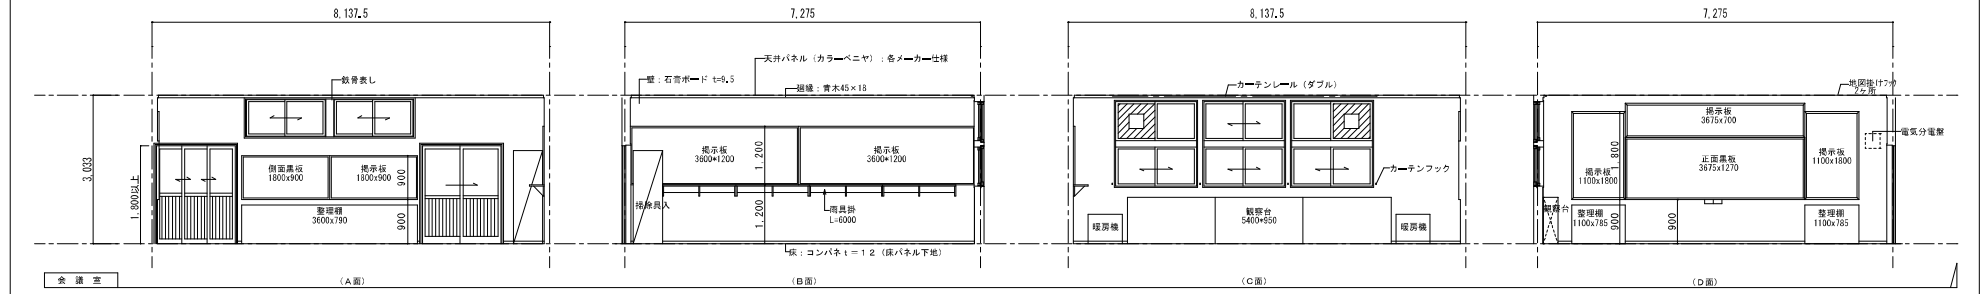 8,137.5
鉄骨表し
3,033
1,800以上
側面黒板
1800x900
掲示板
1800x900
900
整理棚
3600x790
900
会 議 室
(A面)
7,275
天井パネル (カラーベニヤ) ; 各メーカー仕様
壁 ; 石膏ボード t=9.5
廻縁 ; 青木45×18
掲示板
3600*1200
1,200
掲示板
3600*1200
掃除具入
1,200
雨具掛
L=6000
床 ; コンパネ t = 1 2 (床パネル下地)
(B面)
8,137.5
カーテンレール (ダブル)
カーテンフック
暖房機
観察台
5400*950
暖房機
(C面)
7,275
地図掛けフック
2ヶ所
掲示板
3675x700
電気分電盤
掲示板
1100x1800
1,800
正面黒板
3675x1270
掲示板
1100x1800
観察台
整理棚
1100x785
900
900
整理棚
1100x785
(D面)